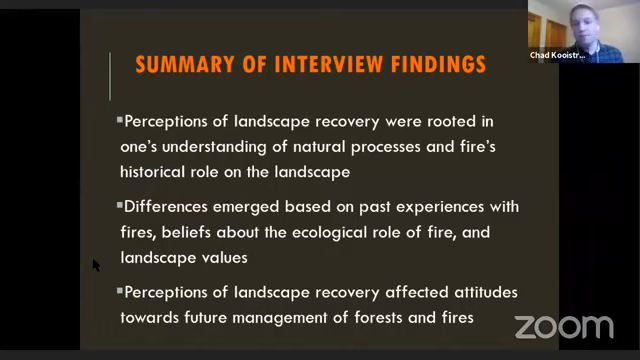 Chad Kooistr...
SUMMARY OF INTERVIEW FINDINGS
▪Perceptions of landscape recovery were rooted in
one's understanding of natural processes and fire's
historical role on the landscape
▪Differences emerged based on past experiences with
fires, beliefs about the ecological role of fire, and
landscape values
▪Perceptions of landscape recovery affected attitudes
towards future management of forests and fires
zoom